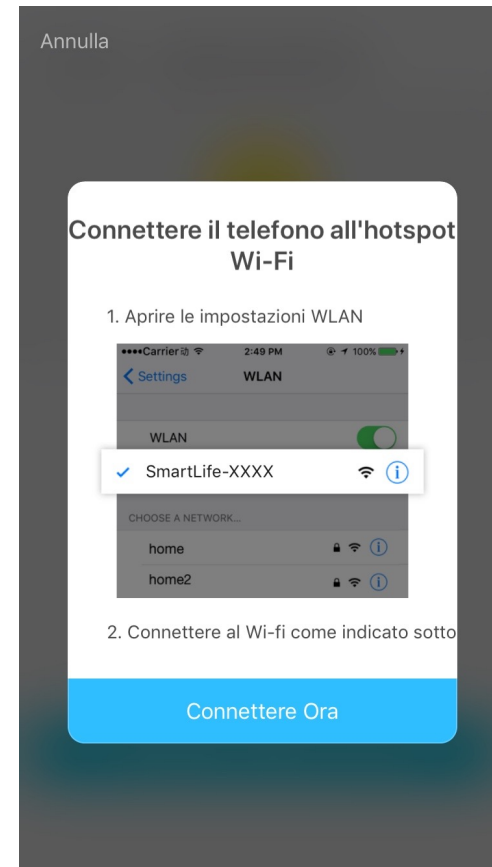 Annulla
Connettere il telefono all'hotspot
Wi-Fi
1. Aprire le impostazioni WLAN
Carrier 2:49 PM 100%
Settings WLAN
WLAN
SmartLife-XXXX
CHOOSE A NETWORK...
home
home2
2. Connettere al Wi-fi come indicato sotto
Connettere Ora